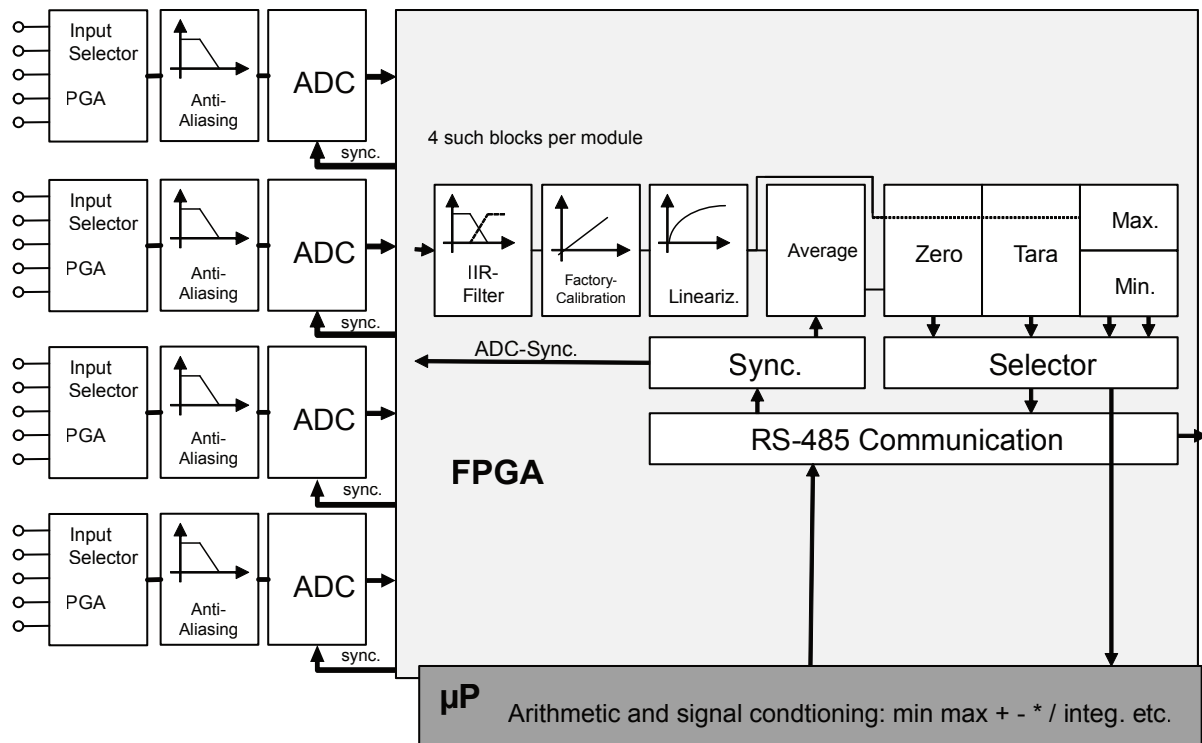 Input
Selector
PGA
Anti-
Aliasing
ADC
sync.
4 such blocks per module
Input
Selector
PGA
Anti-
Aliasing
ADC
sync.
IIR-
Filter
Factory-
Calibration
Lineariz.
Average
Zero
Tara
Max.
Min.
ADC-Sync.
Sync.
Selector
RS-485 Communication
FPGA
Input
Selector
PGA
Anti-
Aliasing
ADC
sync.
Input
Selector
PGA
Anti-
Aliasing
ADC
sync.
µP
Arithmetic and signal condtioning: min max + - * / integ. etc.